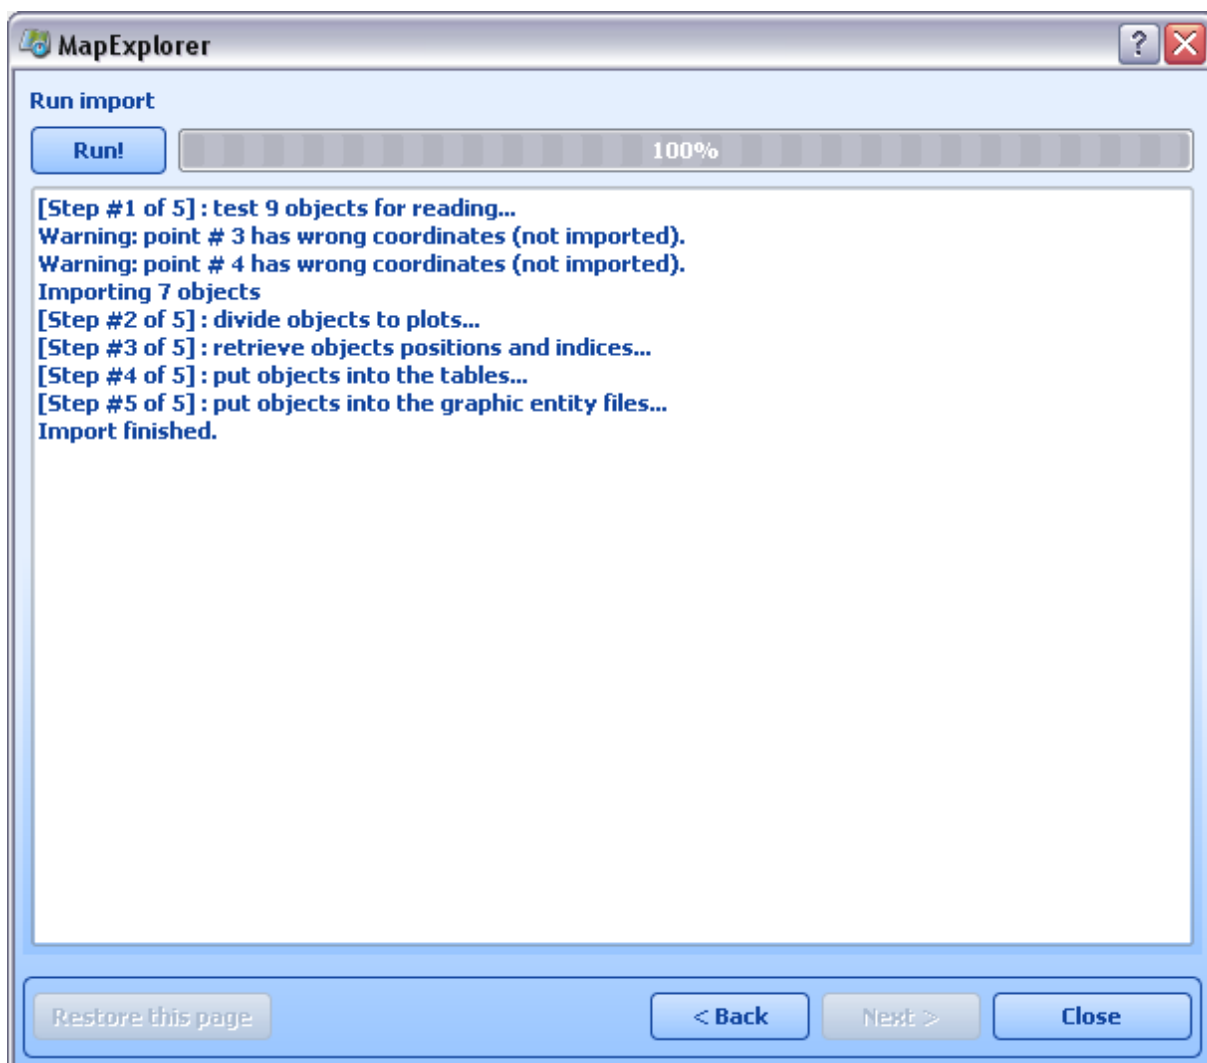 MapExplorer
Run import
Run!
100%
[Step #1 of 5] : test 9 objects for reading...
Warning: point # 3 has wrong coordinates (not imported).
Warning: point # 4 has wrong coordinates (not imported).
Importing 7 objects
[Step #2 of 5] : divide objects to plots...
[Step #3 of 5] : retrieve objects positions and indices...
[Step #4 of 5] : put objects into the tables...
[Step #5 of 5] : put objects into the graphic entity files...
Import finished.
Restore this page
< Back
Next >
Close